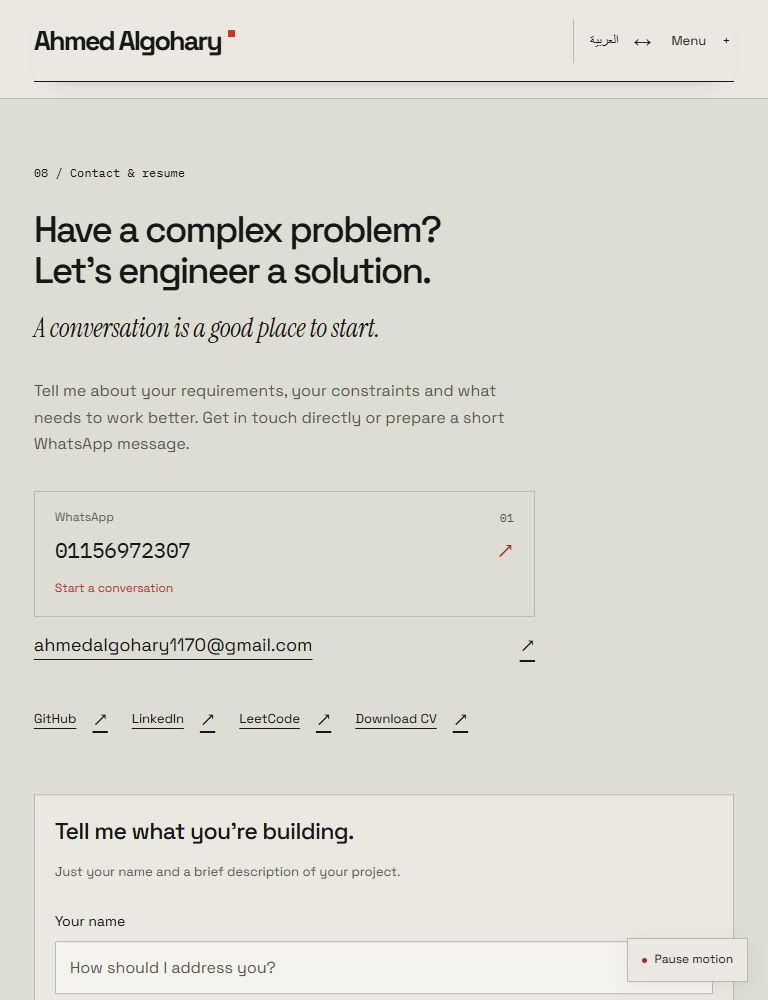 Ahmed Algohary
العربية ↔ Menu +
08 / Contact & resume
Have a complex problem?
Let’s engineer a solution.
A conversation is a good place to start.
Tell me about your requirements, your constraints and what
needs to work better. Get in touch directly or prepare a short
WhatsApp message.
WhatsApp 01
01156972307 ↗
Start a conversation
ahmedalgohary1170@gmail.com ↗
GitHub ↗ LinkedIn ↗ LeetCode ↗ Download CV ↗
Tell me what you’re building.
Just your name and a brief description of your project.
Your name
How should I address you?
Pause motion